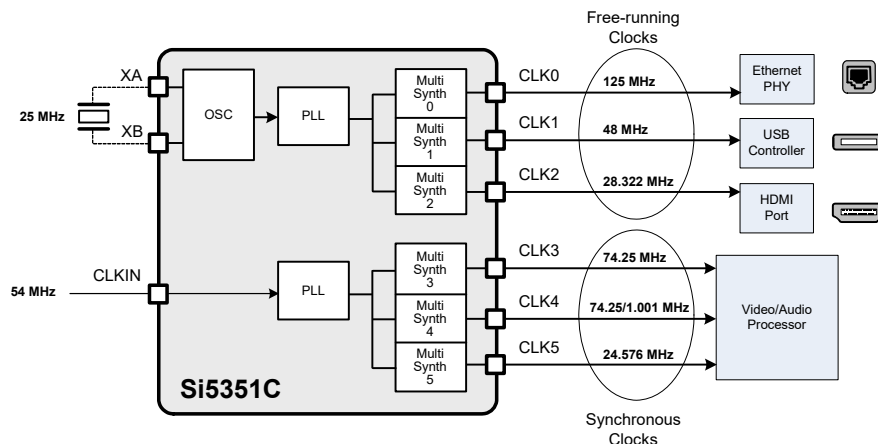 Free-running
Clocks
XA
25 MHz
XB
OSC
PLL
Multi
Synth
0
Multi
Synth
1
Multi
Synth
2
CLK0
125 MHz
Ethernet
PHY
CLK1
48 MHz
USB
Controller
CLK2
28.322 MHz
HDMI
Port
CLKIN
54 MHz
PLL
Multi
Synth
3
Multi
Synth
4
Multi
Synth
5
CLK3
74.25 MHz
CLK4
74.25/1.001 MHz
Video/Audio
Processor
CLK5
24.576 MHz
Si5351C
Synchronous
Clocks